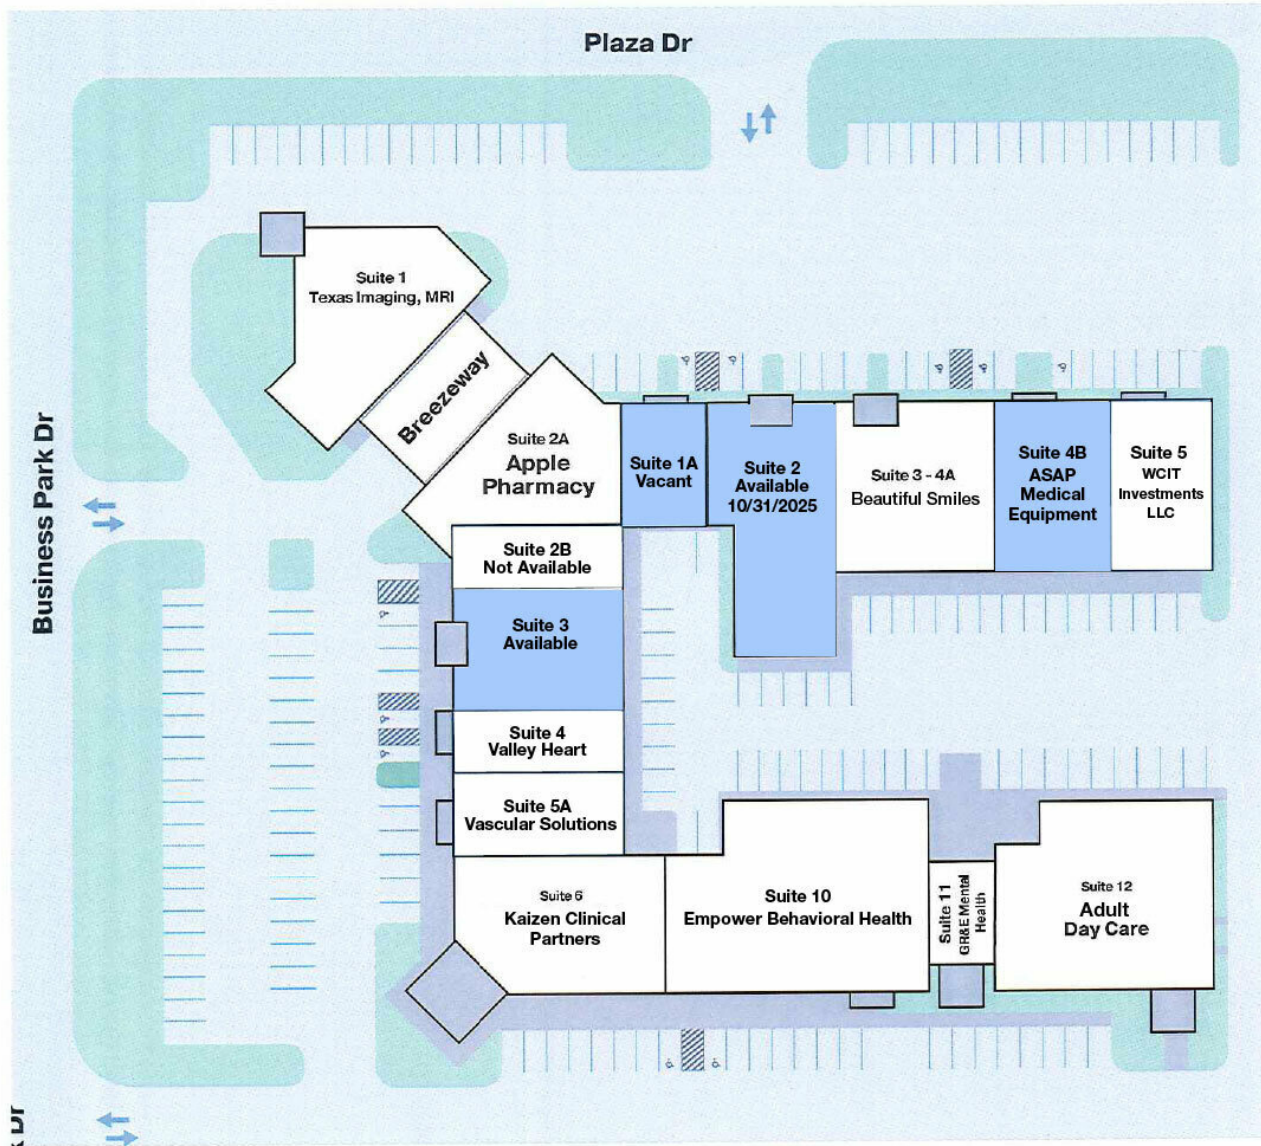 Plaza Dr
Suite 1
Texas Imaging, MRI
Breezeway
Business Park Dr
Suite 2A
Apple
Pharmacy
Suite 1A
Vacant
Suite 2
Available
10/31/2025
Suite 3 - 4A
Beautiful Smiles
Suite 4B
ASAP
Medical
Equipment
Suite 5
WCIT
Investments
LLC
Suite 2B
Not Available
Suite 3
Available
Suite 4
Valley Heart
Suite 5A
Vascular Solutions
Suite 6
Kaizen Clinical
Partners
Suite 10
Empower Behavioral Health
Suite 11
GR&E Mental
Health
Suite 12
Adult
Day Care
Dr